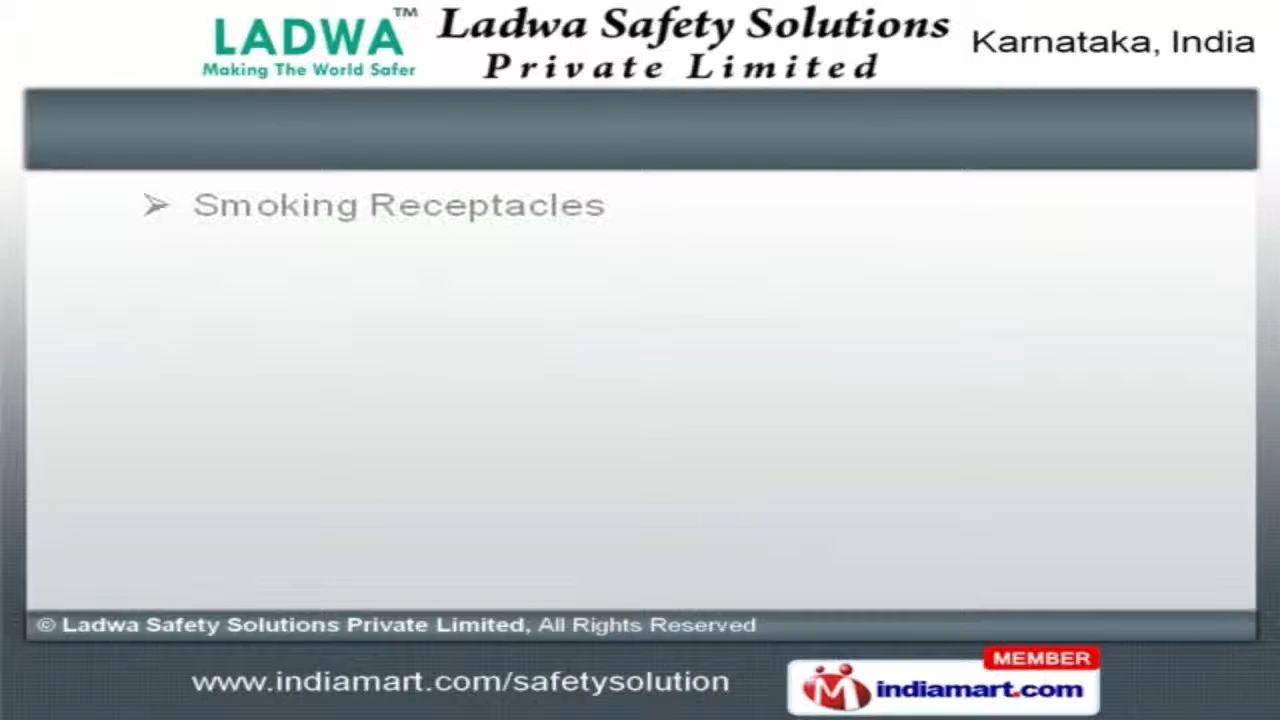 LADWA™
Making The World Safer
Ladwa Safety Solutions
Private Limited
Karnataka, India
➢ Smoking Receptacles
© Ladwa Safety Solutions Private Limited, All Rights Reserved
www.indiamart.com/safetysolution
MEMBER
indiamart.com